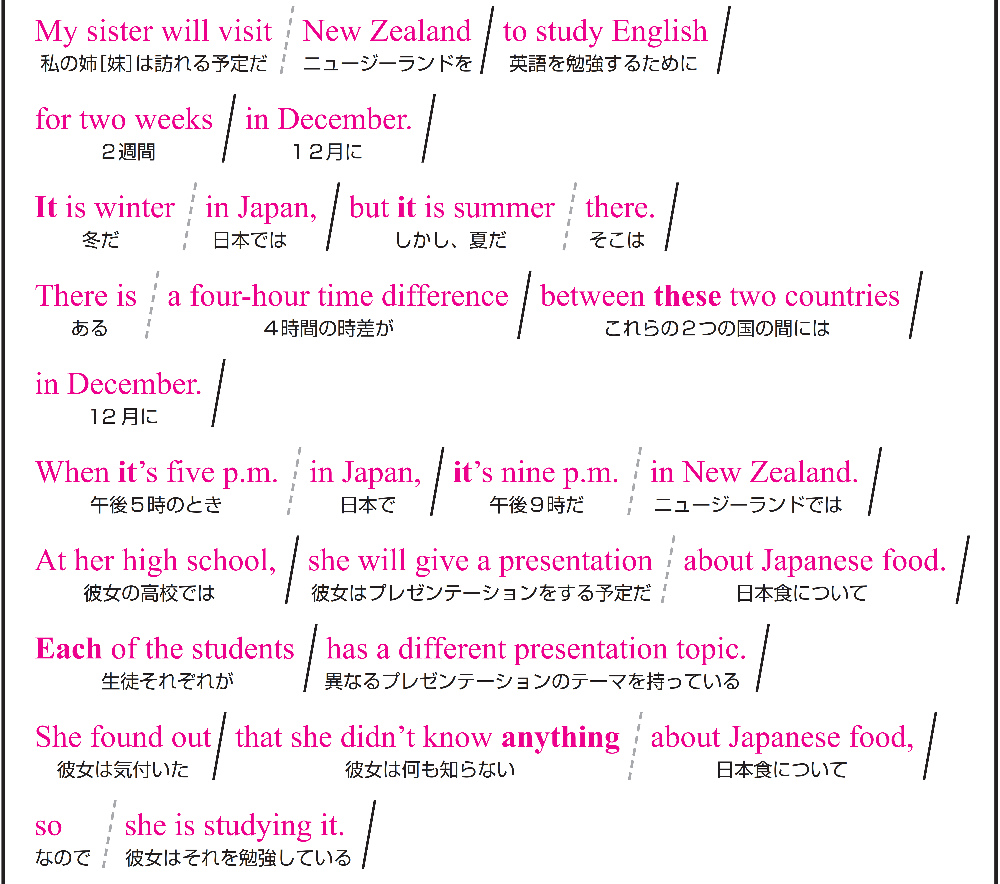 My sister will visit / New Zealand / to study English /
私の姉[妹]は訪れる予定だ ニュージーランドを 英語を勉強するために
for two weeks / in December. /
２週間 １２月に
It is winter / in Japan, / but it is summer / there. /
冬だ 日本では しかし、夏だ そこは
There is / a four-hour time difference / between these two countries /
ある ４時間の時差が これらの２つの国の間には
in December. /
12 月に
When it’s five p.m. / in Japan, / it’s nine p.m. / in New Zealand. /
午後５時のとき 日本で 午後９時だ ニュージーランドでは
At her high school, / she will give a presentation / about Japanese food. /
彼女の高校では 彼女はプレゼンテーションをする予定だ 日本食について
Each of the students / has a different presentation topic. /
生徒それぞれが 異なるプレゼンテーションのテーマを持っている
She found out / that she didn’t know anything / about Japanese food, /
彼女は気付いた 彼女は何も知らない 日本食について
so / she is studying it. /
なので 彼女はそれを勉強している